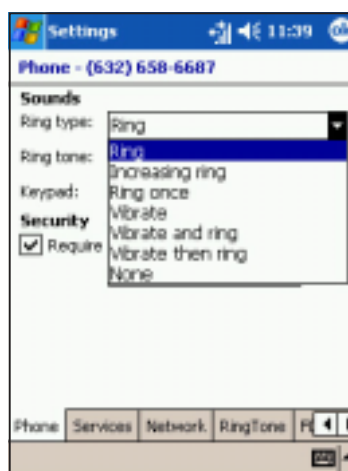 Settings 11:39 ok
Phone - (632) 658-6687
Sounds
Ring type: Ring
Ring tone: Ring
Increasing ring
Keypad: Ring once
Vibrate
Security
Vibrate and ring
Require
Vibrate then ring
None
Phone Services Network RingTone